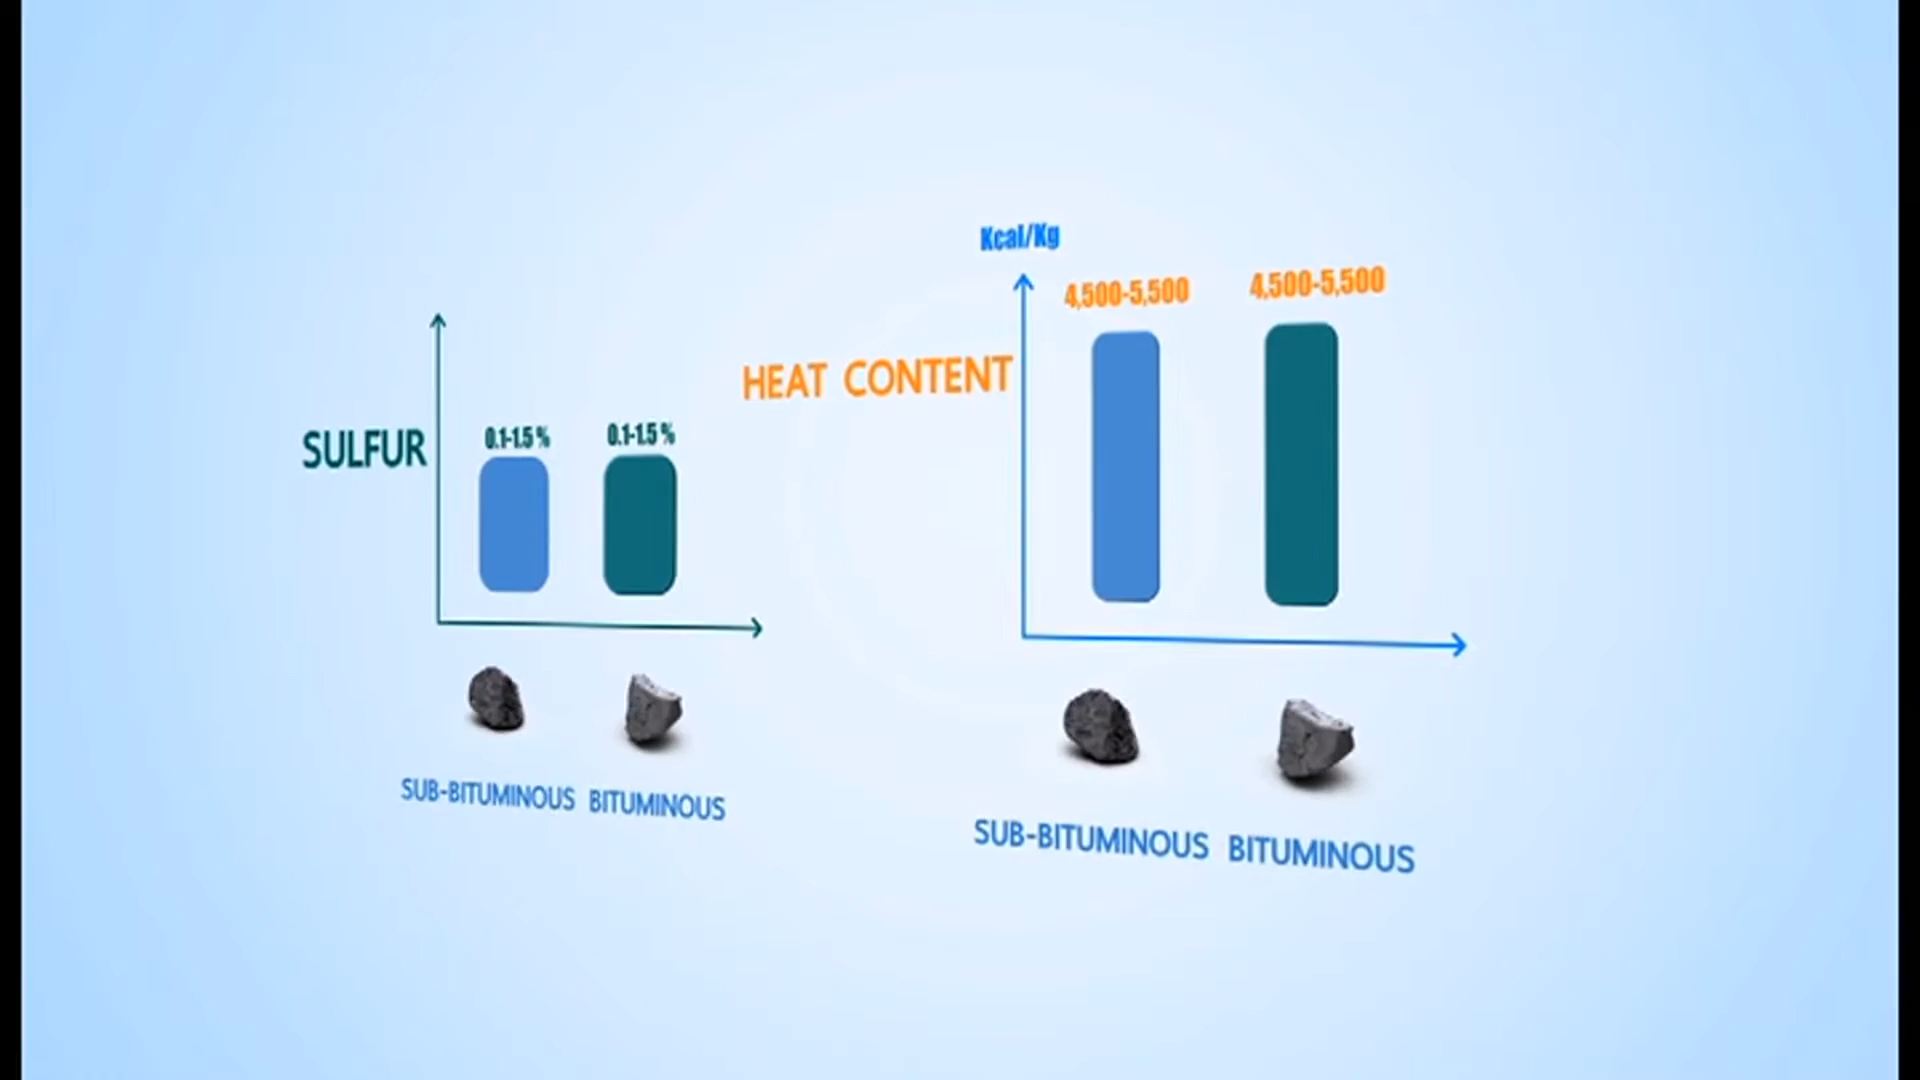 SULFUR
0.1-1.5 %
0.1-1.5 %
SUB-BITUMINOUS BITUMINOUS
Kcal/Kg
HEAT CONTENT
4,500-5,500
4,500-5,500
SUB-BITUMINOUS BITUMINOUS